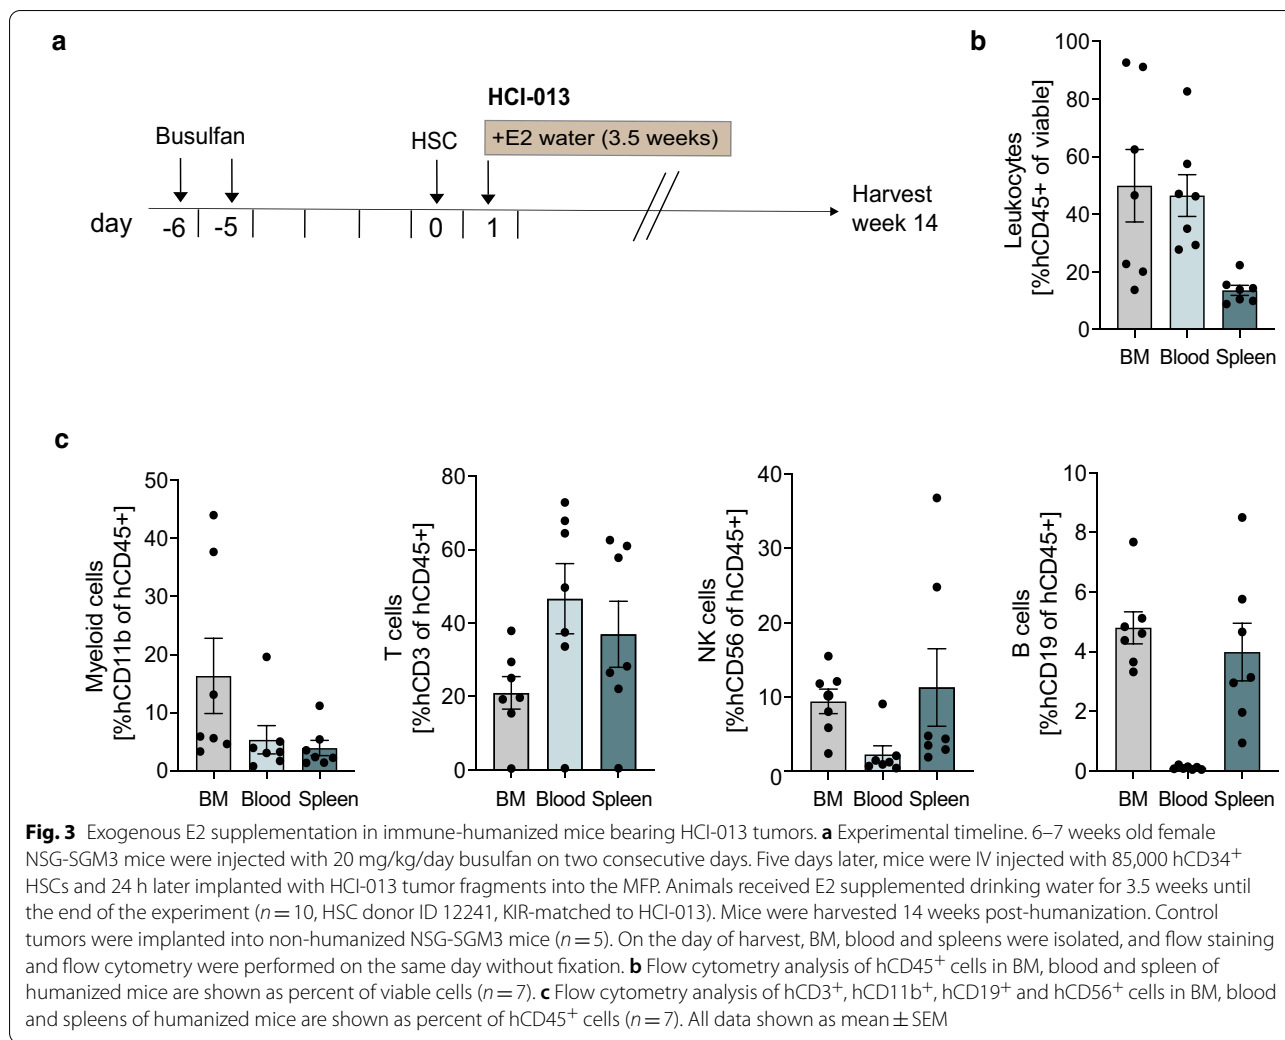 a
HCI-013
+E2 water (3.5 weeks)
Busulfan
HSC
day
-6
-5
0
1
Harvest
week 14
b
Leukocytes
[%hCD45+ of viable]
100
80
60
40
20
0
BM Blood Spleen
c
Myeloid cells
[%hCD11b of hCD45+]
50
40
30
20
10
0
BM Blood Spleen
T cells
[%hCD3 of hCD45+]
80
60
40
20
0
BM Blood Spleen
NK cells
[%hCD56 of hCD45+]
40
30
20
10
0
BM Blood Spleen
B cells
[%hCD19 of hCD45+]
10
8
6
4
2
0
BM Blood Spleen
Fig. 3 Exogenous E2 supplementation in immune-humanized mice bearing HCI-013 tumors. a Experimental timeline. 6–7 weeks old female
NSG-SGM3 mice were injected with 20 mg/kg/day busulfan on two consecutive days. Five days later, mice were IV injected with 85,000 hCD34⁺
HSCs and 24 h later implanted with HCI-013 tumor fragments into the MFP. Animals received E2 supplemented drinking water for 3.5 weeks until
the end of the experiment (n = 10, HSC donor ID 12241, KIR-matched to HCI-013). Mice were harvested 14 weeks post-humanization. Control
tumors were implanted into non-humanized NSG-SGM3 mice (n = 5). On the day of harvest, BM, blood and spleens were isolated, and flow staining
and flow cytometry were performed on the same day without fixation. b Flow cytometry analysis of hCD45⁺ cells in BM, blood and spleen of
humanized mice are shown as percent of viable cells (n = 7). c Flow cytometry analysis of hCD3⁺, hCD11b⁺, hCD19⁺ and hCD56⁺ cells in BM, blood
and spleens of humanized mice are shown as percent of hCD45⁺ cells (n = 7). All data shown as mean ± SEM